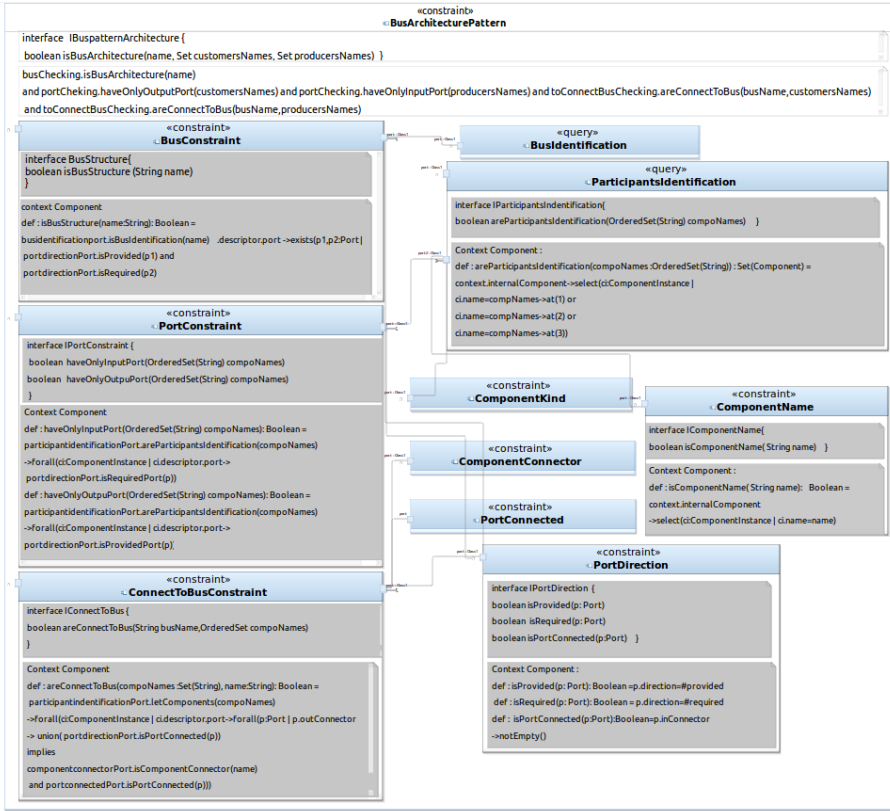 «constraint»
BusArchitecturePattern
interface IBuspatternArchitecture {
boolean isBusArchitecture(name, Set customersNames, Set producersNames) }
busChecking.isBusArchitecture(name)
and portCheking.haveOnlyOutputPort(customersNames) and portChecking.haveOnlyInputPort(producersNames) and toConnectBusChecking.areConnectToBus(busName,customersNames)
and toConnectBusChecking.areConnectToBus(busName,producersNames)
«constraint»
BusConstraint
interface BusStructure{
boolean isBusStructure (String name)
}
context Component
def : isBusStructure(name:String): Boolean =
busidentificationport.isBusIdentification(name) .descriptor.port ->exists(p1,p2:Port |
portdirectionPort.isProvided(p1) and
portdirectionPort.isRequired(p2)
«query»
BusIdentification
«query»
ParticipantsIdentification
interface IParticipantsIndentification{
boolean areParticipantsIdentification(OrderedSet(String) compoNames) }
Context Component :
def : areParticipantsIdentification(compoNames :OrderedSet(String)) : Set(Component) =
context.internalComponent->select(ci:ComponentInstance |
ci.name=compNames->at(1) or
ci.name=compNames->at(2) or
ci.name=compNames->at(3))
«constraint»
PortConstraint
interface IPortConstraint {
boolean haveOnlyInputPort(OrderedSet(String) compoNames)
boolean haveOnlyOutpuPort(OrderedSet(String) compoNames)
}
Context Component
def : haveOnlyInputPort(OrderedSet(String) compoNames): Boolean =
participantidentificationPort.areParticipantsIdentification(compoNames)
->forall(ci:ComponentInstance | ci.descriptor.port->
portdirectionPort.isRequiredPort(p))
def : haveOnlyOutpuPort(OrderedSet(String) compoNames): Boolean =
participantidentificationPort.areParticipantsIdentification(compoNames)
->forall(ci:ComponentInstance | ci.descriptor.port->
portdirectionPort.isProvidedPort(p)
«constraint»
ComponentKind
«constraint»
ComponentName
interface IComponentName{
boolean isComponentName( String name) }
Context Component :
def : isComponentName( String name): Boolean =
context.internalComponent
->select(ci:ComponentInstance | ci.name=name)
«constraint»
ComponentConnector
«constraint»
PortConnected
«constraint»
PortDirection
interface IPortDirection {
boolean isProvided(p: Port)
boolean isRequired(p: Port)
boolean isPortConnected(p:Port) }
Context Component :
def : isProvided(p: Port): Boolean =p.direction=#provided
def : isRequired(p: Port): Boolean = p.direction=#required
def : isPortConnected(p:Port):Boolean=p.inConnector
->notEmpty()
«constraint»
ConnectToBusConstraint
interface IConnectToBus {
boolean areConnectToBus(String busName,OrderedSet compoNames)
}
Context Component
def : areConnectToBus(compoNames :Set(String), name:String): Boolean =
participantindentificationPort.letComponents(compoNames)
->forall(ci:ComponentInstance | ci.descriptor.port->forall(p:Port | p.outConnector
-> union( portdirectionPort.isPortConnected(p))
implies
componentconnectorPort.isComponentConnector(name)
and portconnectedPort.isPortConnected(p)))